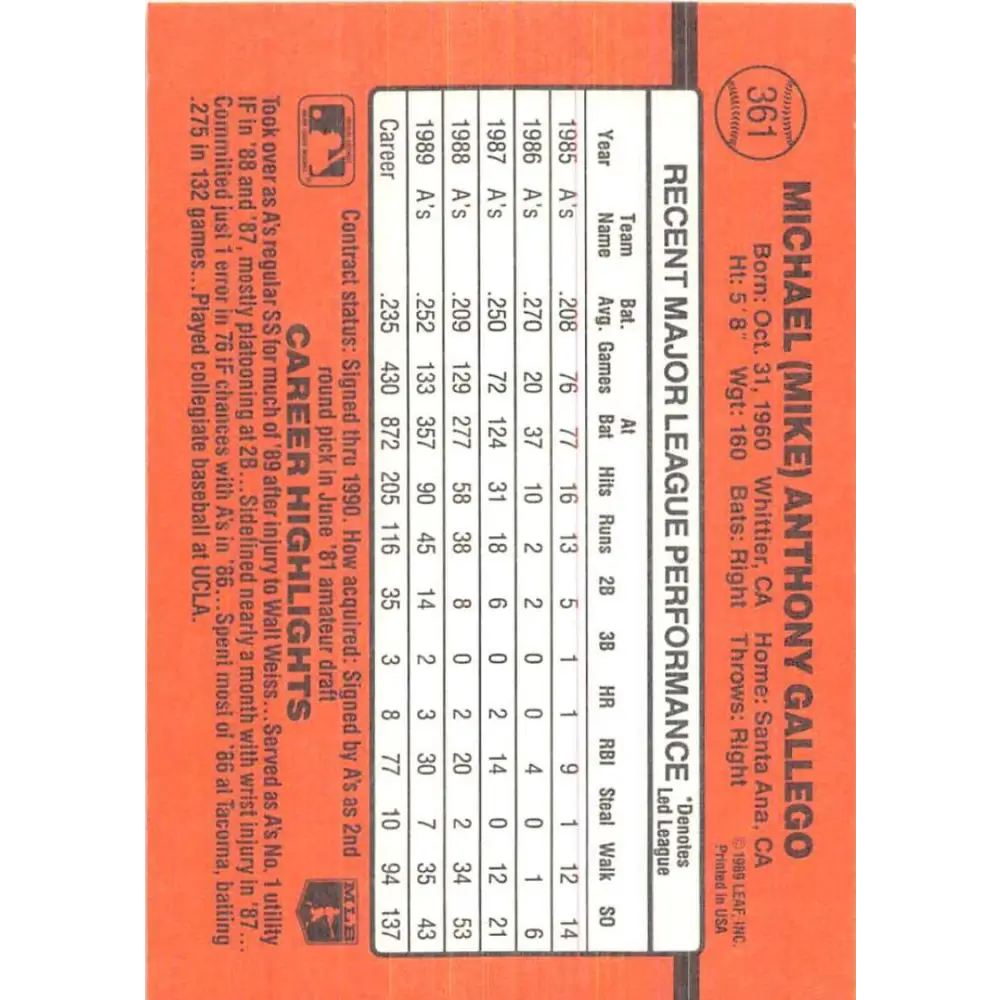 361
MICHAEL (MIKE) ANTHONY GALLEGO
Born: Oct. 31, 1960 Whittier, CA Home: Santa Ana, CA
Ht: 5'8" Wgt: 160 Bats: Right Throws: Right
© 1989 LEAF, INC.
Printed in USA
RECENT MAJOR LEAGUE PERFORMANCE *Denotes Led League
Year Team Name Bat. Avg. Games At Bat Hits Runs 2B 3B HR RBI Steal Walk SO
1985 A's .208 76 77 16 13 5 1 1 9 1 12 14
1986 A's .270 20 37 10 2 2 0 0 4 0 1 6
1987 A's .250 72 124 31 18 6 0 2 14 0 12 21
1988 A's .209 129 277 58 38 8 0 2 20 2 34 53
1989 A's .252 133 357 90 45 14 2 3 30 7 35 43
Career .235 430 872 205 116 35 3 8 77 10 94 137
Contract status: Signed thru 1990. How acquired: Signed by A's as 2nd
round pick in June '81 amateur draft
MLB
CAREER HIGHLIGHTS
Took over as A's regular SS for much of '89 after injury to Walt Weiss...Served as A's No. 1 utility
IF in '88 and '87, mostly platooning at 2B...Sidelined nearly a month with wrist injury in '87...
Committed just 1 error in 76 IF chances with A's in '86...Spent most of '86 at Tacoma, batting
.275 in 132 games...Played collegiate baseball at UCLA.